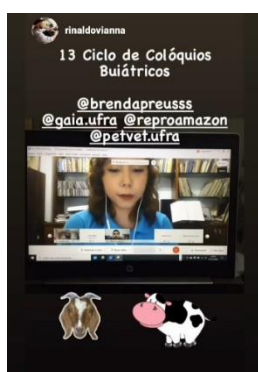 rinaldovianna
13 Ciclo de Colóquios
Buiátricos
@brendapreusss
@gaia.ufra @reproamazon
@petvet.ufra